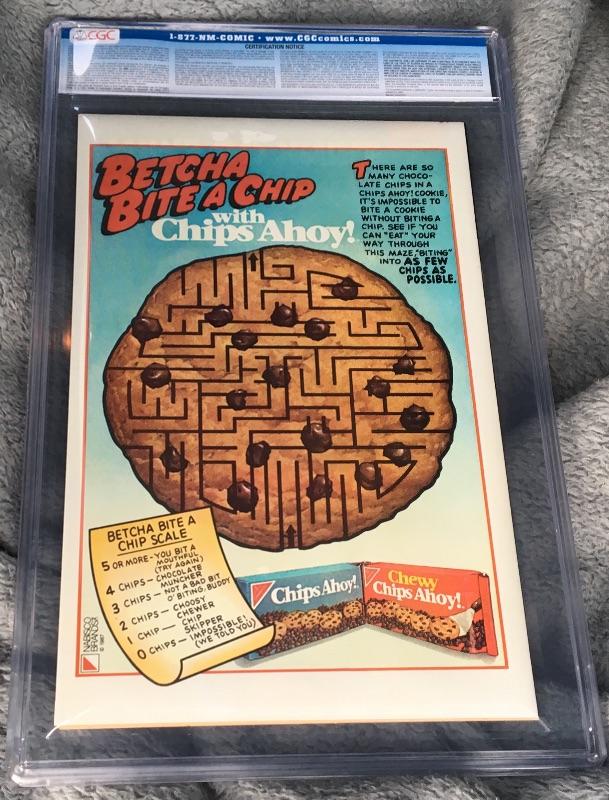 CGC
1-877-NM-COMIC • www.CGCcomics.com
CERTIFICATION NOTICE
BETCHA
BITE A CHIP
with
Chips Ahoy!
THERE ARE SO
MANY CHOCO-
LATE CHIPS IN A
CHIPS AHOY! COOKIE,
IT'S IMPOSSIBLE TO
BITE A COOKIE
WITHOUT BITING A
CHIP. SEE IF YOU
CAN "EAT" YOUR
WAY THROUGH
THIS MAZE, "BITING"
INTO AS FEW
CHIPS AS
POSSIBLE.
BETCHA BITE A
CHIP SCALE
5 OR MORE - YOU BIT A
MOUTHFUL
(TRY AGAIN)
4 CHIPS - CHOCOLATE
MUNCHER
3 CHIPS - NOT A BAD BIT
O' BITING, BUDDY
2 CHIPS - CHOOSY
CHEWER
1 CHIP - CHIP
SKIPPER
0 CHIPS - IMPOSSIBLE!
(WE TOLD YOU)
Chips Ahoy!
Chewy
Chips Ahoy!
NABISCO
BRANDS
© 1987